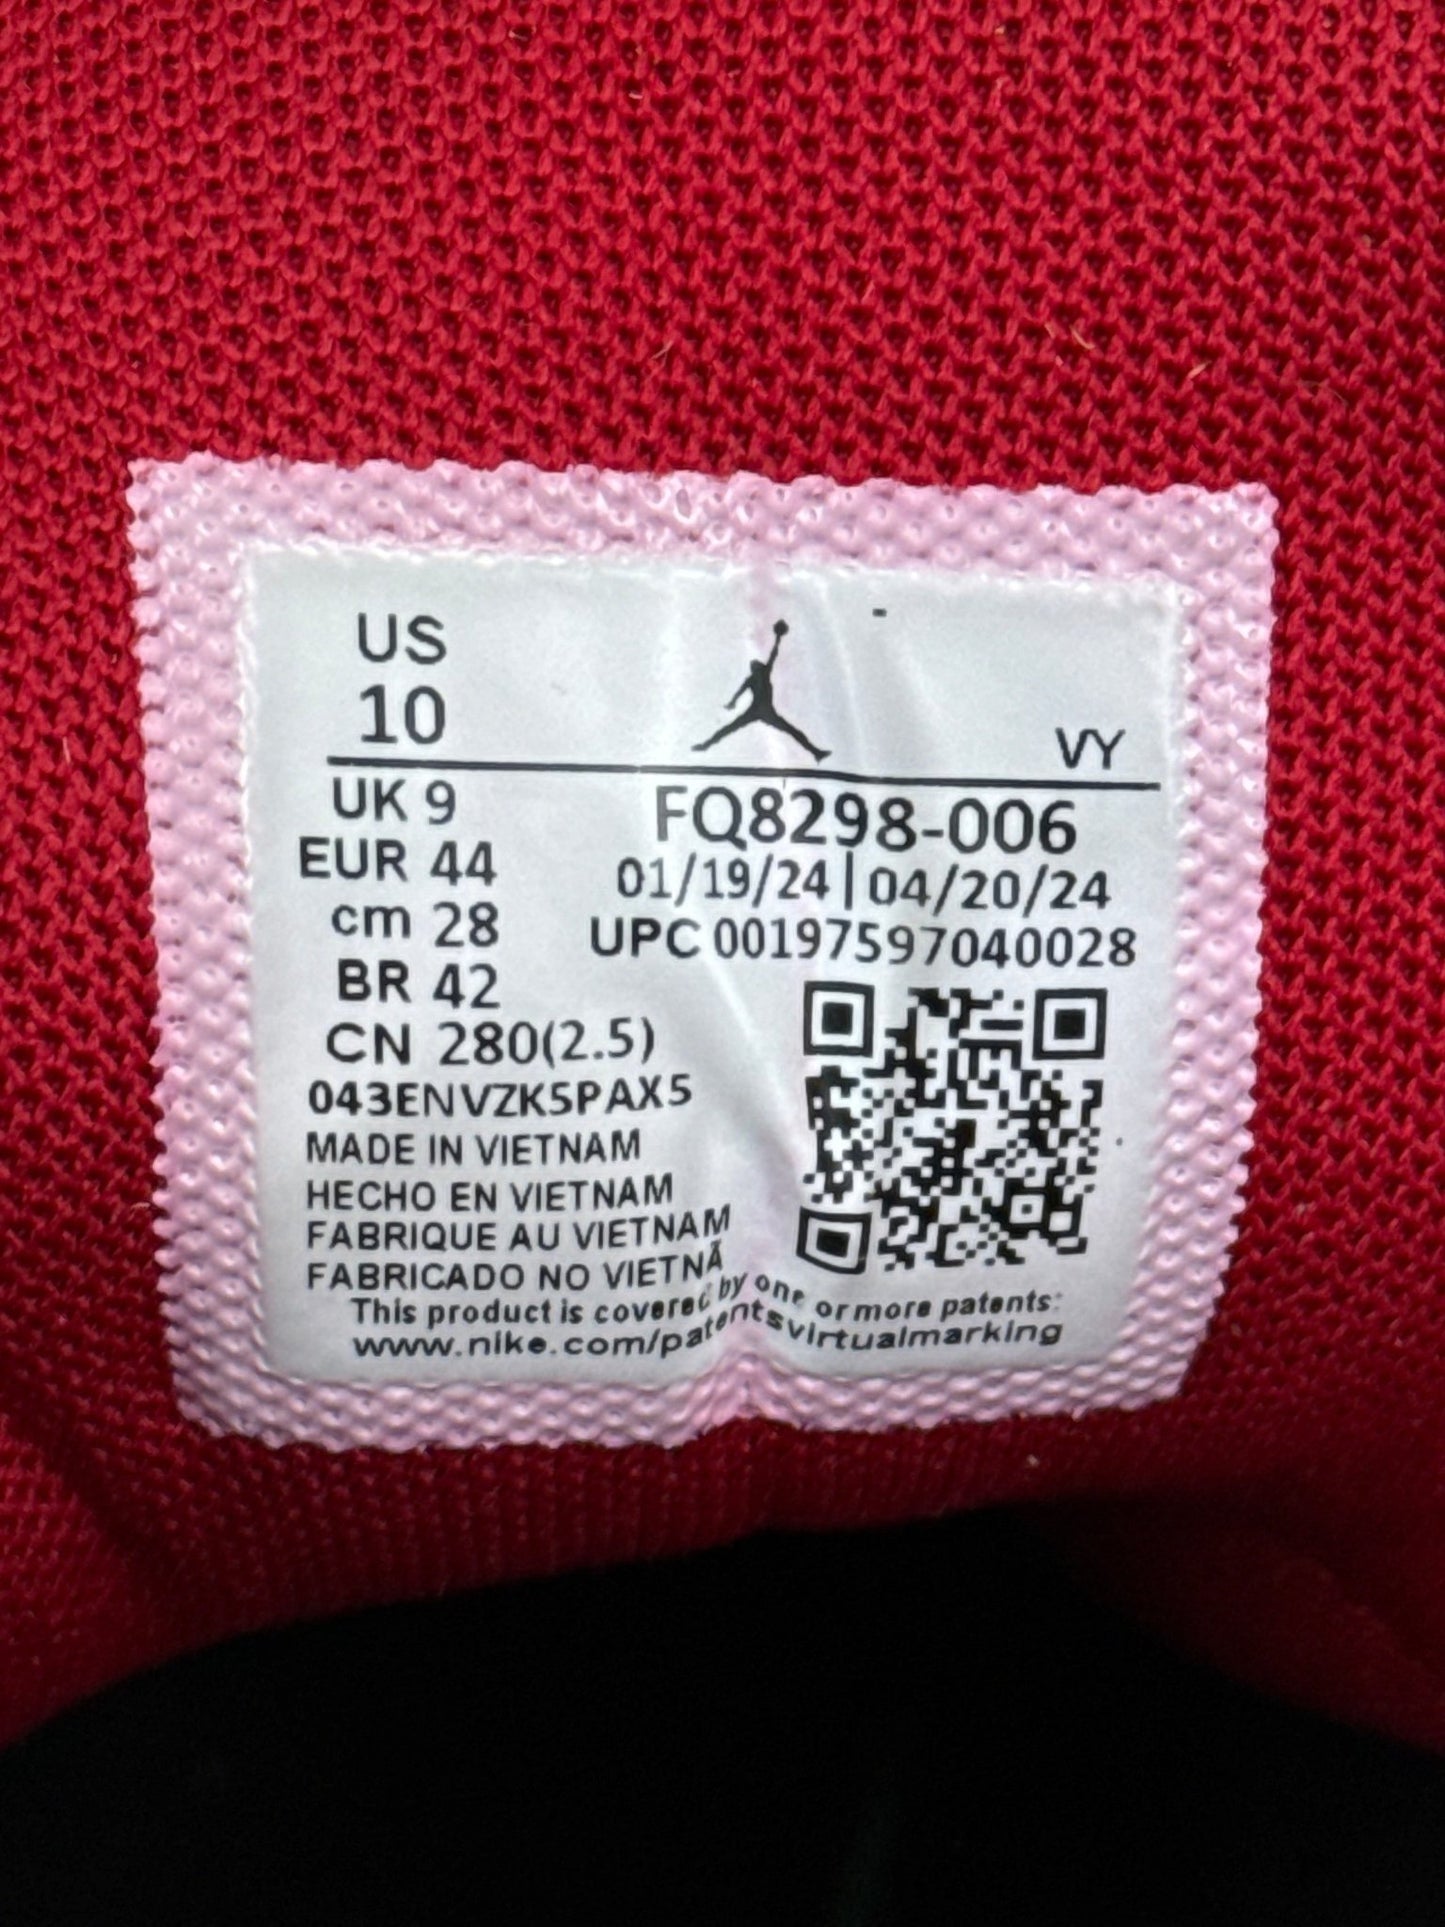 US
10
VY
UK 9
EUR 44
cm 28
BR 42
CN 280(2.5)
FQ8298-006
01/19/24|04/20/24
UPC 00197597040028
043ENVZK5PAX5
MADE IN VIETNAM
HECHO EN VIETNAM
FABRIQUE AU VIETNAM
FABRICADO NO VIETNÃ
This product is covered by one or more patents:
www.nike.com/patentsvirtualmarking